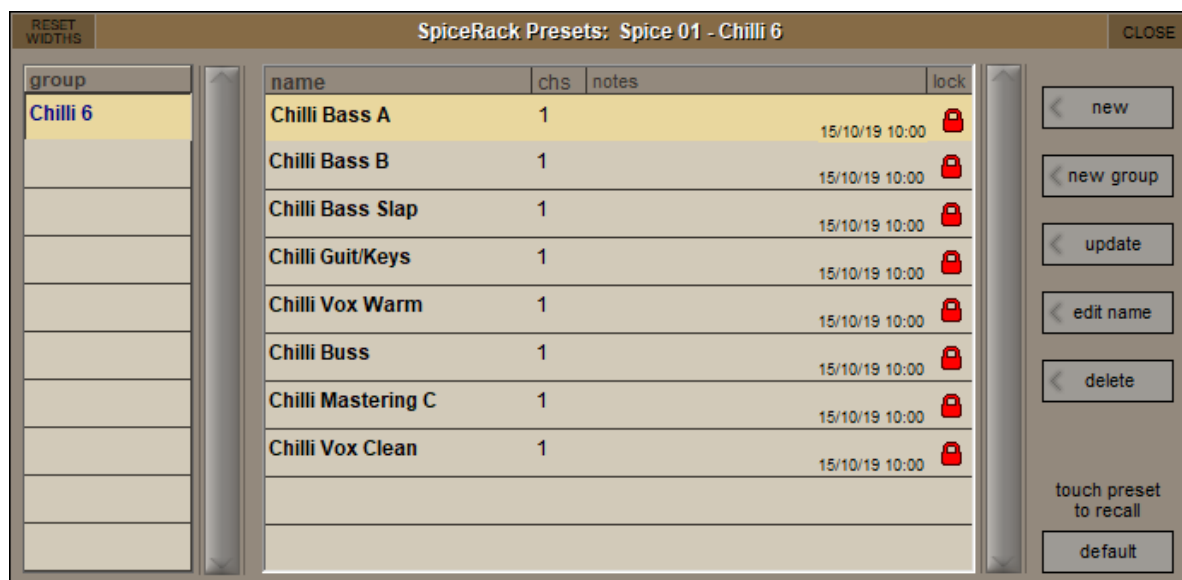 RESET
WIDTHS
SpiceRack Presets: Spice 01 - Chilli 6
CLOSE
group
Chilli 6
name chs notes lock
Chilli Bass A 1 15/10/19 10:00
Chilli Bass B 1 15/10/19 10:00
Chilli Bass Slap 1 15/10/19 10:00
Chilli Guit/Keys 1 15/10/19 10:00
Chilli Vox Warm 1 15/10/19 10:00
Chilli Buss 1 15/10/19 10:00
Chilli Mastering C 1 15/10/19 10:00
Chilli Vox Clean 1 15/10/19 10:00
new
new group
update
edit name
delete
touch preset
to recall
default